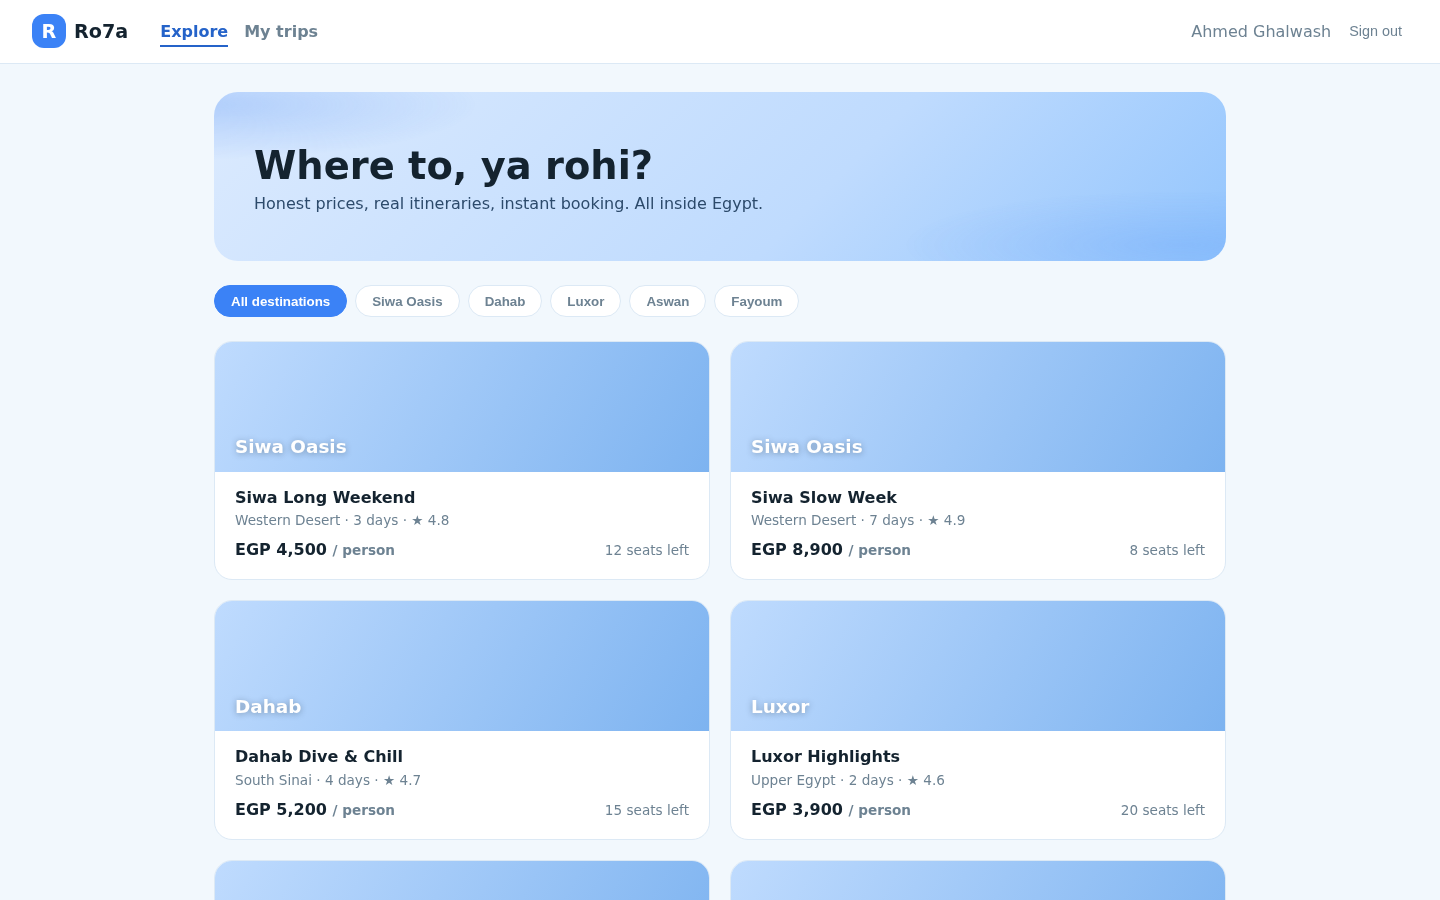 R Ro7a Explore My trips Ahmed Ghalwash Sign out
Where to, ya rohi?
Honest prices, real itineraries, instant booking. All inside Egypt.
All destinations Siwa Oasis Dahab Luxor Aswan Fayoum
Siwa Oasis
Siwa Long Weekend
Western Desert · 3 days · ★ 4.8
EGP 4,500 / person 12 seats left
Siwa Oasis
Siwa Slow Week
Western Desert · 7 days · ★ 4.9
EGP 8,900 / person 8 seats left
Dahab
Dahab Dive & Chill
South Sinai · 4 days · ★ 4.7
EGP 5,200 / person 15 seats left
Luxor
Luxor Highlights
Upper Egypt · 2 days · ★ 4.6
EGP 3,900 / person 20 seats left